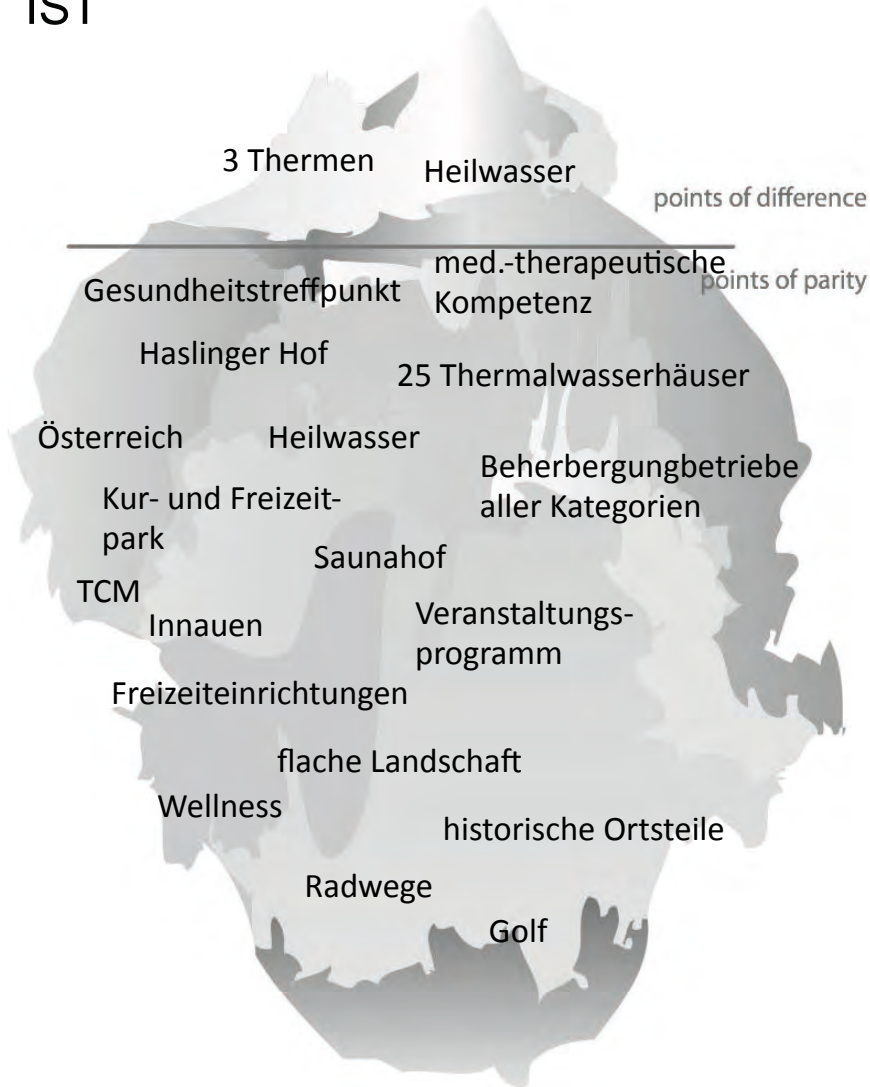 IST
3 Thermen
Heilwasser
points of difference
med.-therapeutische
Kompetenz
points of parity
Gesundheitstreffpunkt
Haslinger Hof
25 Thermalwasserhäuser
Österreich
Heilwasser
Beherbergungbetriebe
aller Kategorien
Kur- und Freizeit-
park
Saunahof
TCM
Innauen
Veranstaltungs-
programm
Freizeiteinrichtungen
flache Landschaft
Wellness
historische Ortsteile
Radwege
Golf